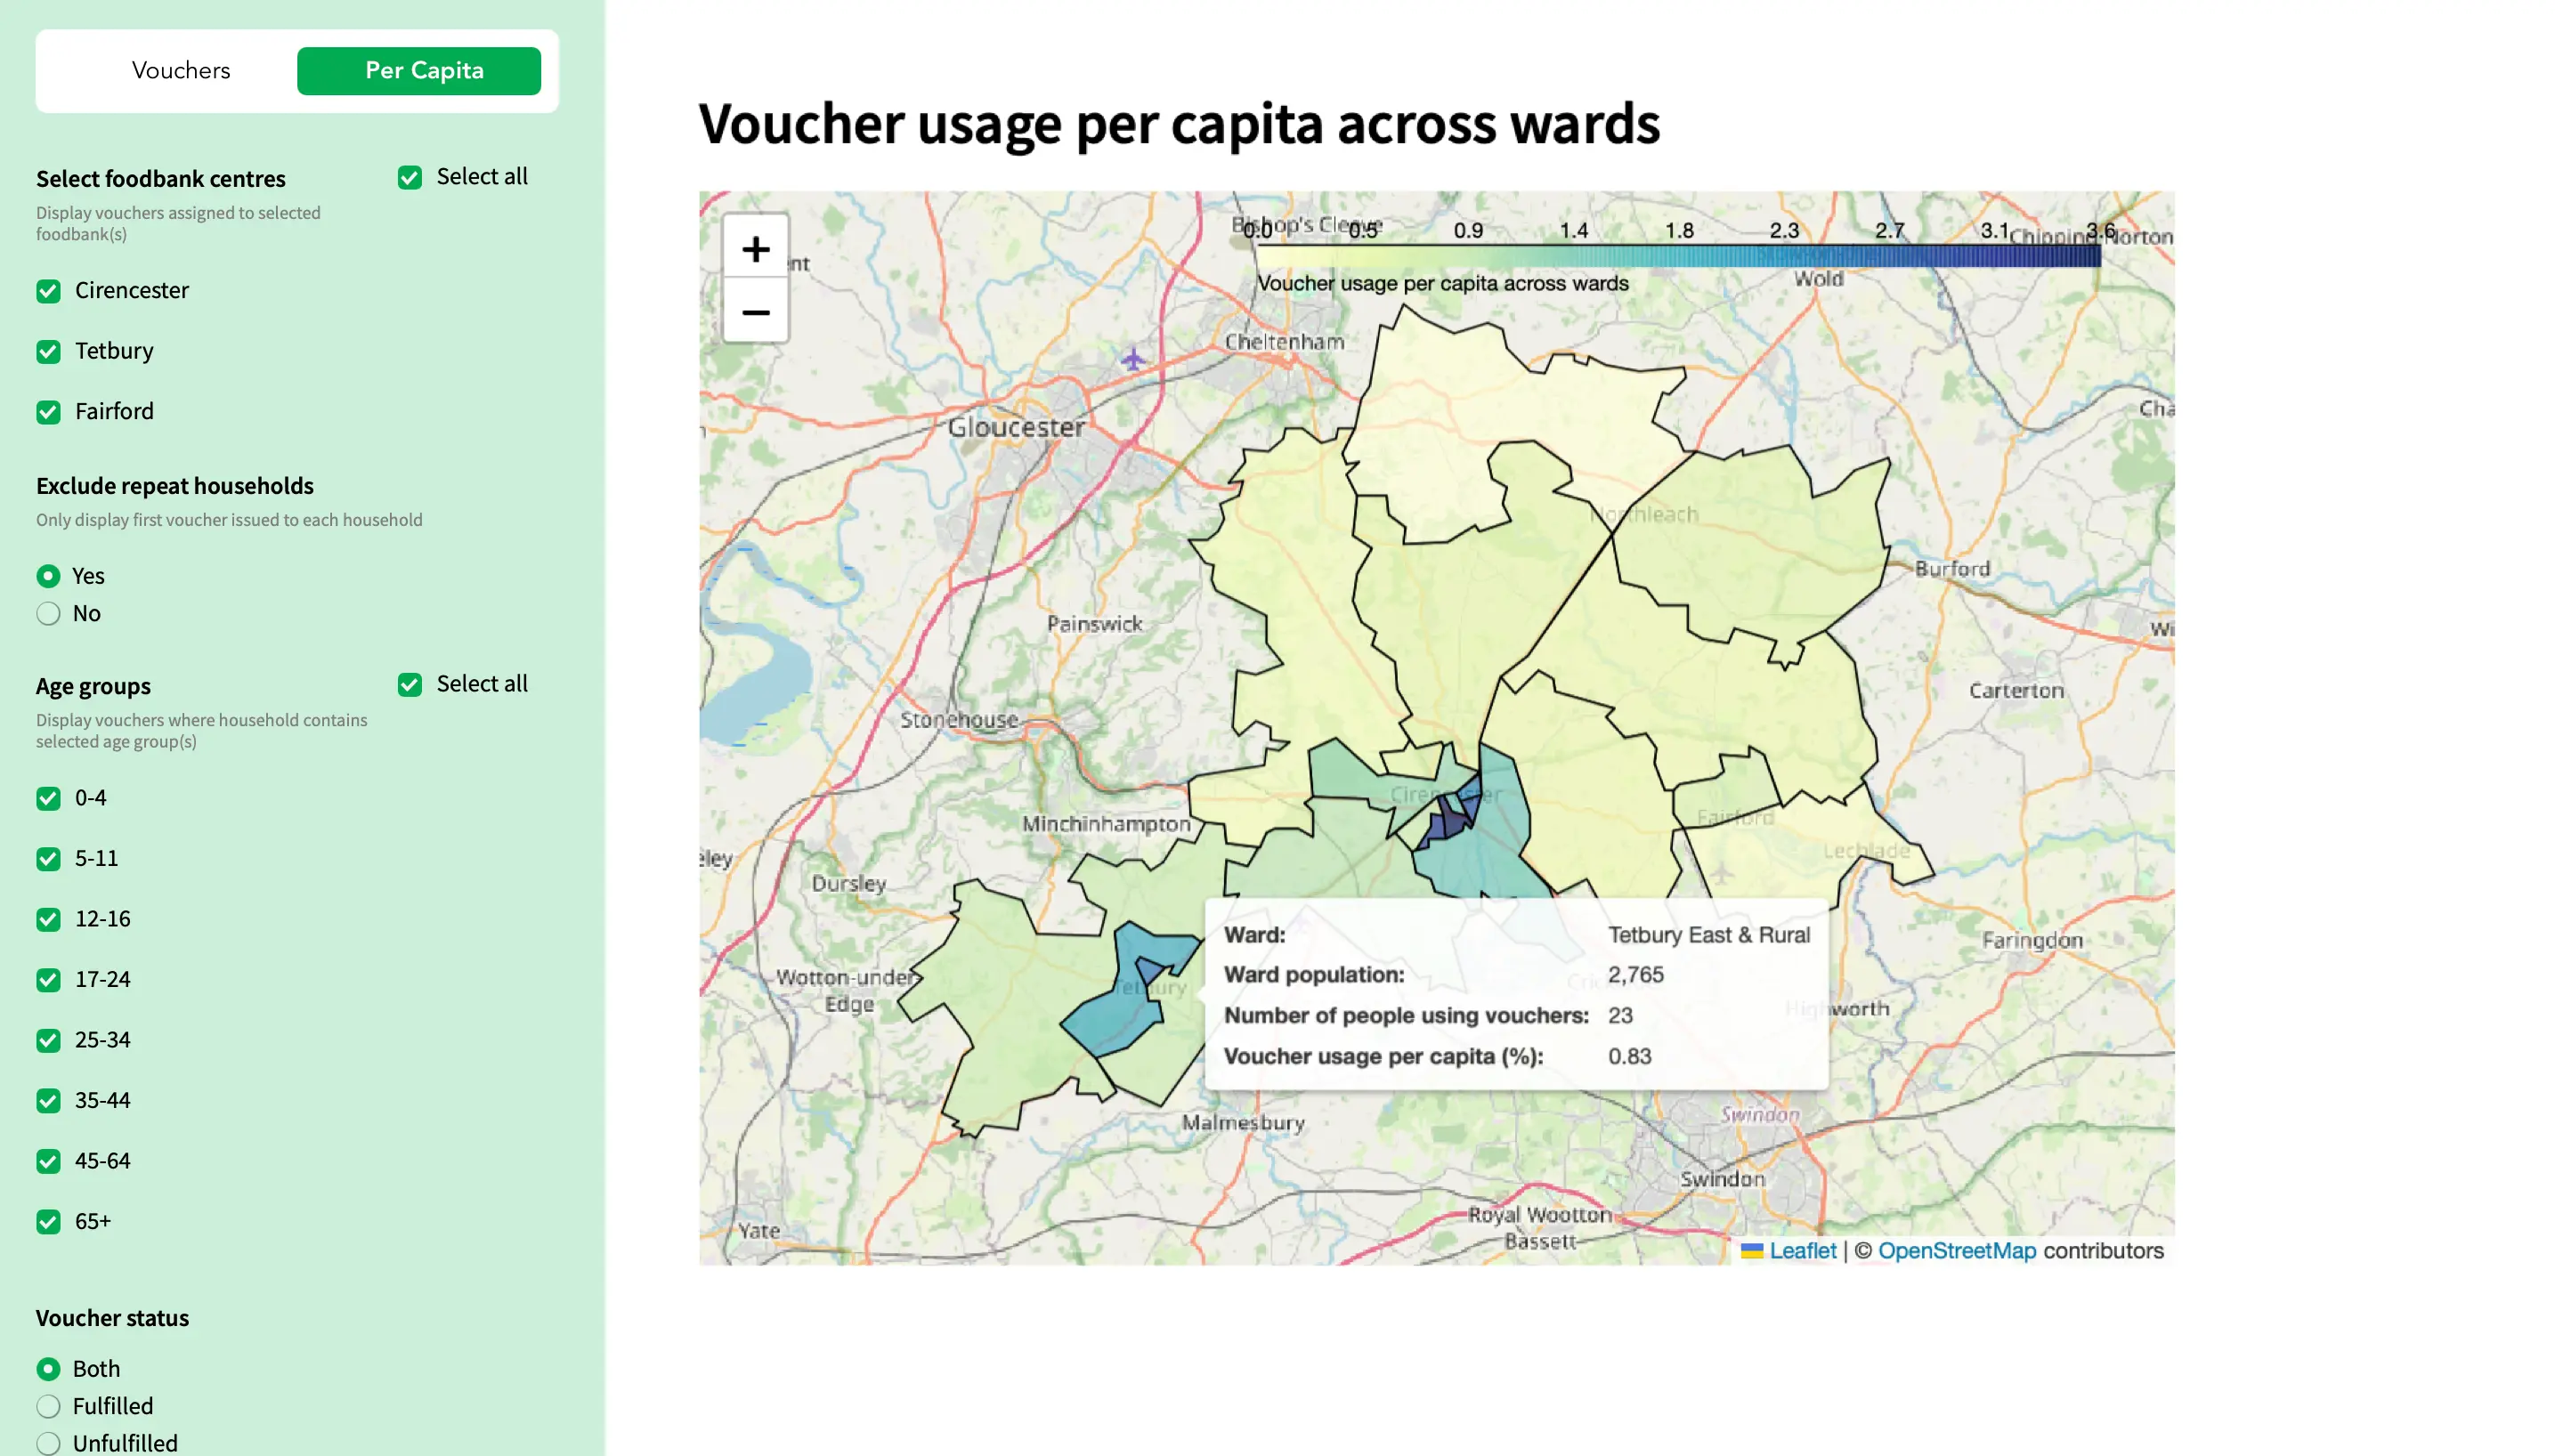 Vouchers
Per Capita
Select foodbank centres
Select all
Display vouchers assigned to selected
foodbank(s)
Cirencester
Tetbury
Fairford
Exclude repeat households
Only display first voucher issued to each household
Yes
No
Age groups
Select all
Display vouchers where household contains
selected age group(s)
0-4
5-11
12-16
17-24
25-34
35-44
45-64
65+
Voucher status
Both
Fulfilled
Unfulfilled
Voucher usage per capita across wards
+
−
Bishop's Cleeve
0.0 0.5 0.9 1.4 1.8 2.3 2.7 3.1 3.6
Chipping Norton
Wold
Voucher usage per capita across wards
Cheltenham
Gloucester
Northleach
Burford
Painswick
Carterton
Stonehouse
Cirencester
Fairford
Minchinhampton
Lechlade
Dursley
Wotton-under-
Edge
Tetbury
Faringdon
Highworth
Ward: Tetbury East & Rural
Ward population: 2,765
Number of people using vouchers: 23
Voucher usage per capita (%): 0.83
Malmesbury
Swindon
Swindon
Royal Wootton
Bassett
Yate
Leaflet | © OpenStreetMap contributors